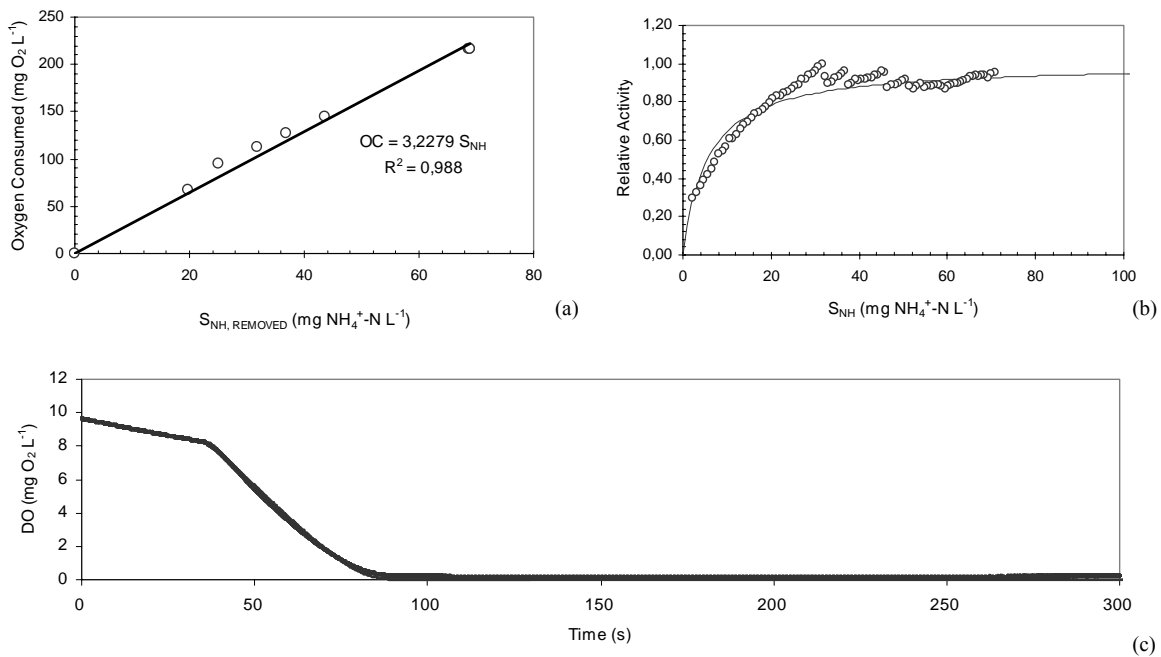 250
200
150
100
50
0
Oxygen Consumed (mg O2 L-1)
OC = 3,2279 SNH
R2 = 0,988
0 20 40 60 80
SNH, REMOVED (mg NH4+-N L-1)
(a)
1,20
1,00
0,80
0,60
0,40
0,20
0,00
Relative Activity
0 20 40 60 80 100
SNH (mg NH4+-N L-1)
(b)
12
10
8
6
4
2
0
DO (mg O2 L-1)
0 50 100 150 200 250 300
Time (s)
(c)